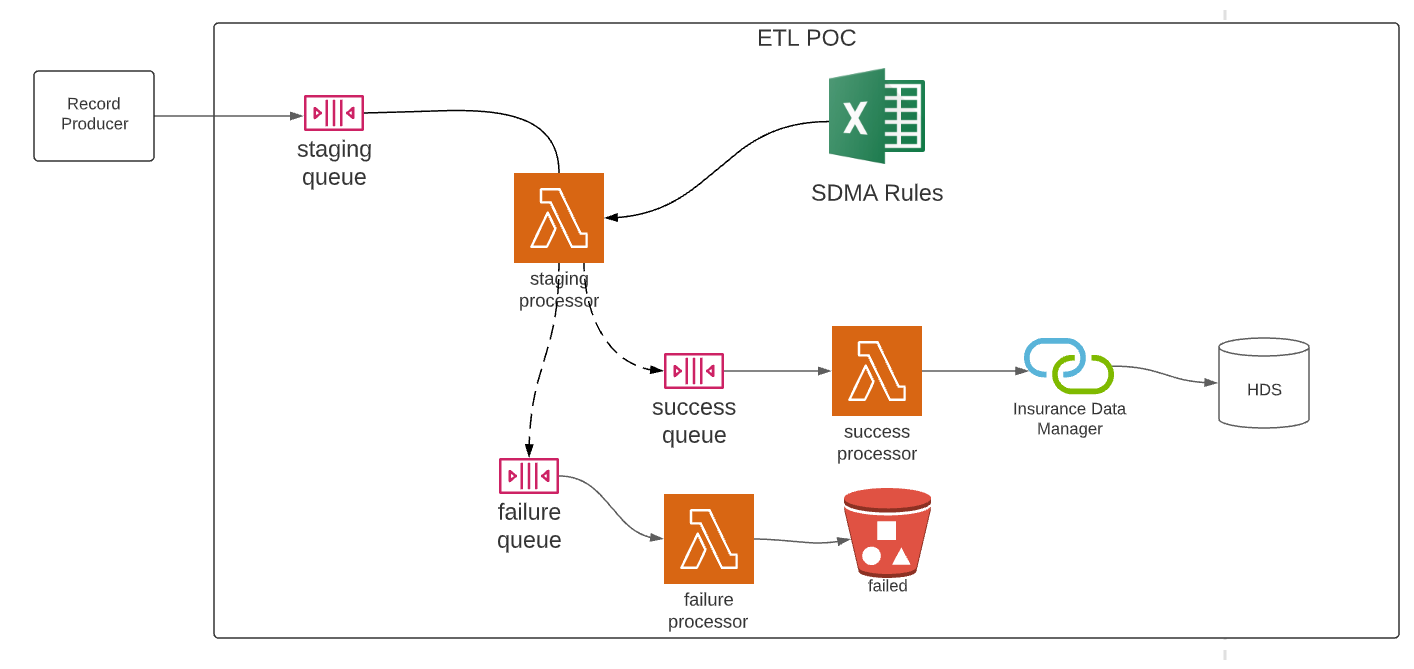 ETL POC
Record
Producer
staging
queue
X
SDMA Rules
staging
processor
success
queue
success
processor
Insurance Data
Manager
HDS
failure
queue
failure
processor
failed